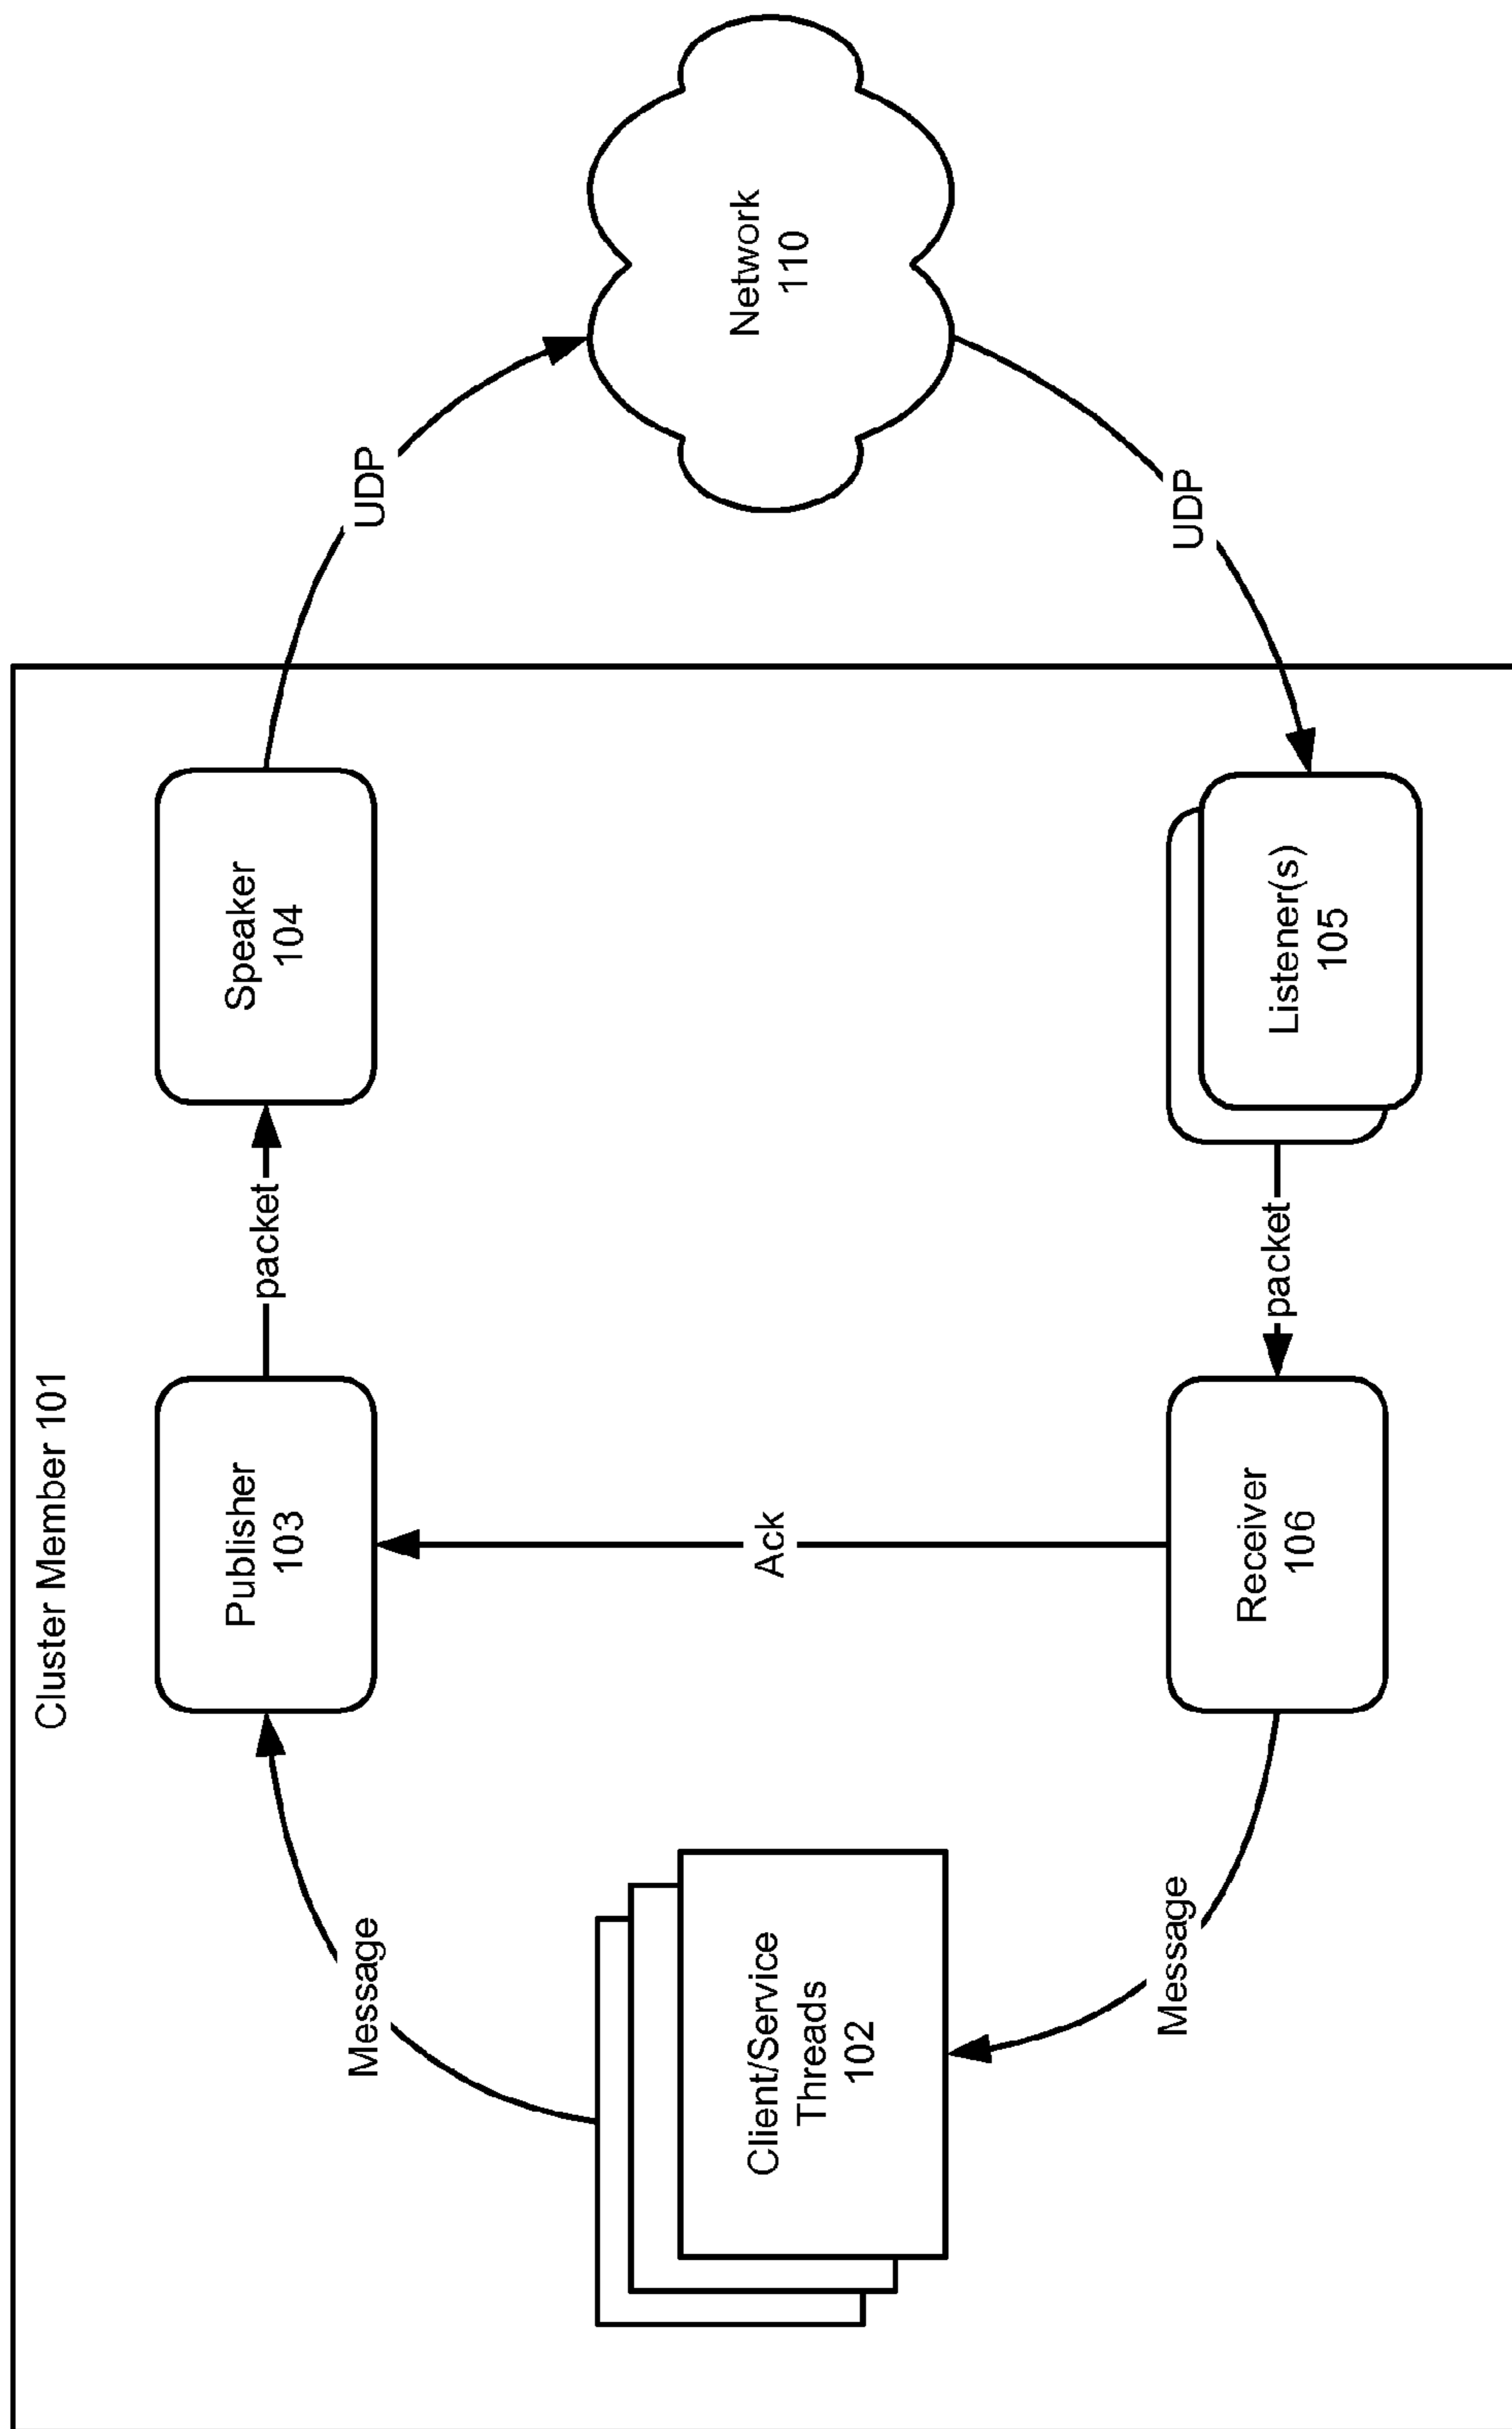 Cluster Member 101
Message
Publisher
103
packet
Speaker
104
UDP
Client/Service
Threads
102
Ack
Network
110
Message
Receiver
106
packet
Listener(s)
105
UDP